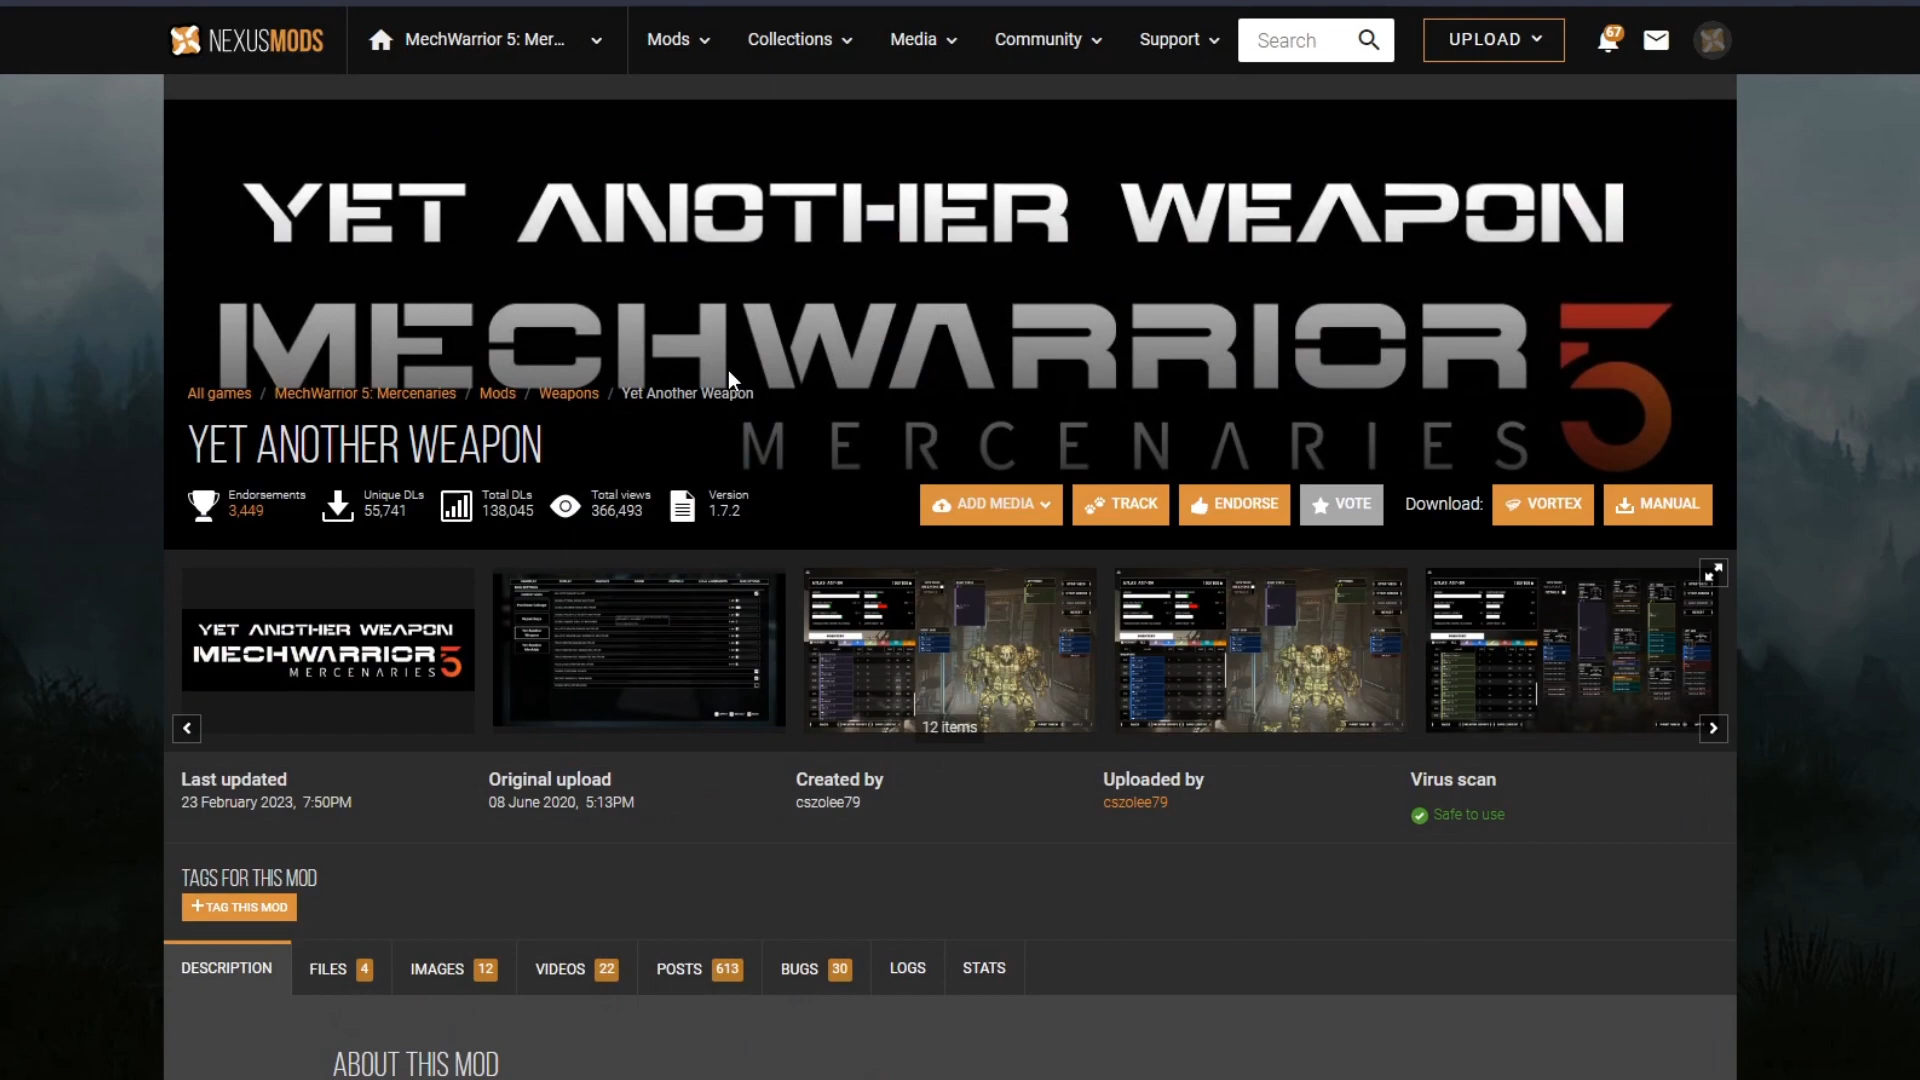 NEXUSMODS
MechWarrior 5: Mer...
Mods
Collections
Media
Community
Support
Search
UPLOAD
67
YET ANOTHER WEAPON
MECHWARRIOR 5
MERCENARIES
All games / MechWarrior 5: Mercenaries / Mods / Weapons / Yet Another Weapon
YET ANOTHER WEAPON
Endorsements
3,449
Unique DLs
55,741
Total DLs
138,045
Total views
366,493
Version
1.7.2
ADD MEDIA
TRACK
ENDORSE
VOTE
Download:
VORTEX
MANUAL
YET ANOTHER WEAPON
MECHWARRIOR 5
MERCENARIES
12 items
Last updated
23 February 2023, 7:50PM
Original upload
08 June 2020, 5:13PM
Created by
cszolee79
Uploaded by
cszolee79
Virus scan
Safe to use
TAGS FOR THIS MOD
+ TAG THIS MOD
DESCRIPTION
FILES 4
IMAGES 12
VIDEOS 22
POSTS 613
BUGS 30
LOGS
STATS
ABOUT THIS MOD